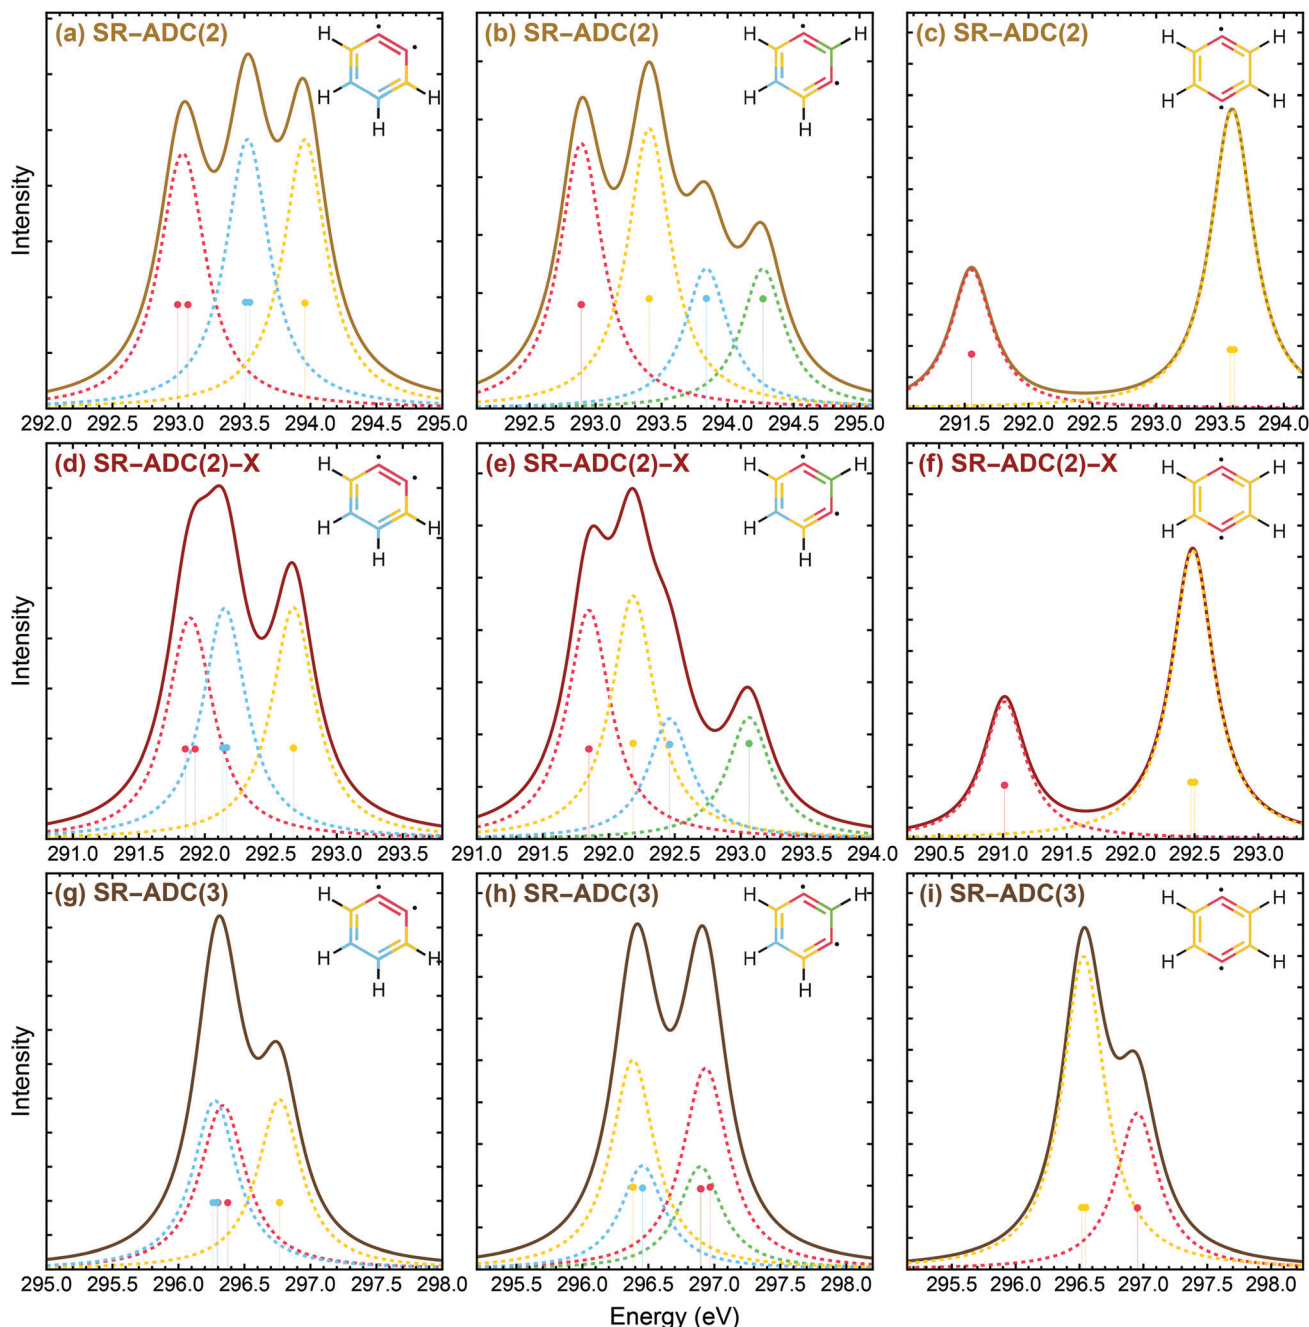 (a) SR–ADC(2)
H
H
H
(b) SR–ADC(2)
H
H
H
(c) SR–ADC(2)
H
H
H
H
Intensity
292.0 292.5 293.0 293.5 294.0 294.5 295.0
292.0 292.5 293.0 293.5 294.0 294.5 295.0
291.5 292.0 292.5 293.0 293.5 294.0
(d) SR–ADC(2)–X
H
H
H
(e) SR–ADC(2)–X
H
H
H
(f) SR–ADC(2)–X
H
H
H
H
Intensity
291.0 291.5 292.0 292.5 293.0 293.5
291.0 291.5 292.0 292.5 293.0 293.5 294.0
290.5 291.0 291.5 292.0 292.5 293.0
(g) SR–ADC(3)
H
H
H
(h) SR–ADC(3)
H
H
H
(i) SR–ADC(3)
H
H
H
H
Intensity
295.0 295.5 296.0 296.5 297.0 297.5 298.0
295.5 296.0 296.5 297.0 297.5 298.0
295.5 296.0 296.5 297.0 297.5 298.0
Energy (eV)